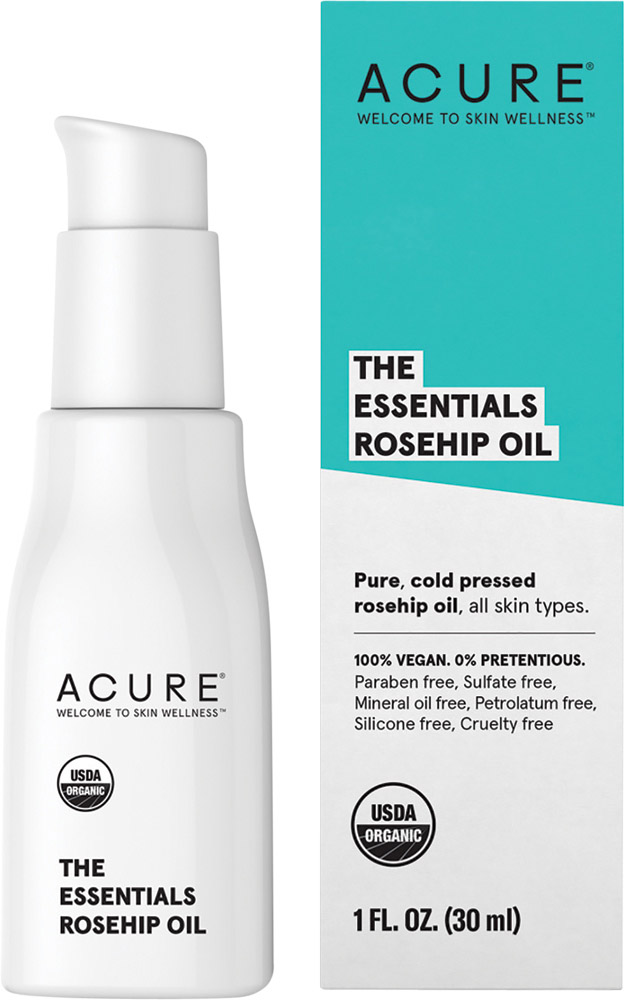 ACURE®
WELCOME TO SKIN WELLNESS™
USDA
ORGANIC
THE
ESSENTIALS
ROSEHIP OIL
ACURE®
WELCOME TO SKIN WELLNESS™
THE
ESSENTIALS
ROSEHIP OIL
Pure, cold pressed
rosehip oil, all skin types.
100% VEGAN. 0% PRETENTIOUS.
Paraben free, Sulfate free,
Mineral oil free, Petrolatum free,
Silicone free, Cruelty free
USDA
ORGANIC
1 FL. OZ. (30 ml)